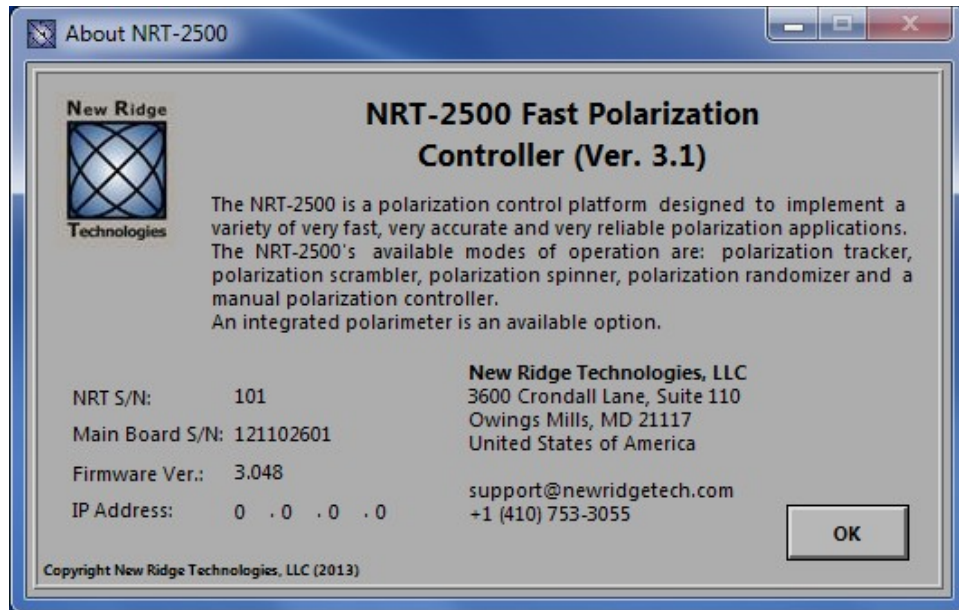 About NRT-2500
New Ridge
Technologies
NRT-2500 Fast Polarization
Controller (Ver. 3.1)
The NRT-2500 is a polarization control platform designed to implement a
variety of very fast, very accurate and very reliable polarization applications.
The NRT-2500's available modes of operation are: polarization tracker,
polarization scrambler, polarization spinner, polarization randomizer and a
manual polarization controller.
An integrated polarimeter is an available option.
NRT S/N: 101
Main Board S/N: 121102601
Firmware Ver.: 3.048
IP Address: 0 .0 .0 .0
New Ridge Technologies, LLC
3600 Crondall Lane, Suite 110
Owings Mills, MD 21117
United States of America
support@newridgetech.com
+1 (410) 753-3055
OK
Copyright New Ridge Technologies, LLC (2013)